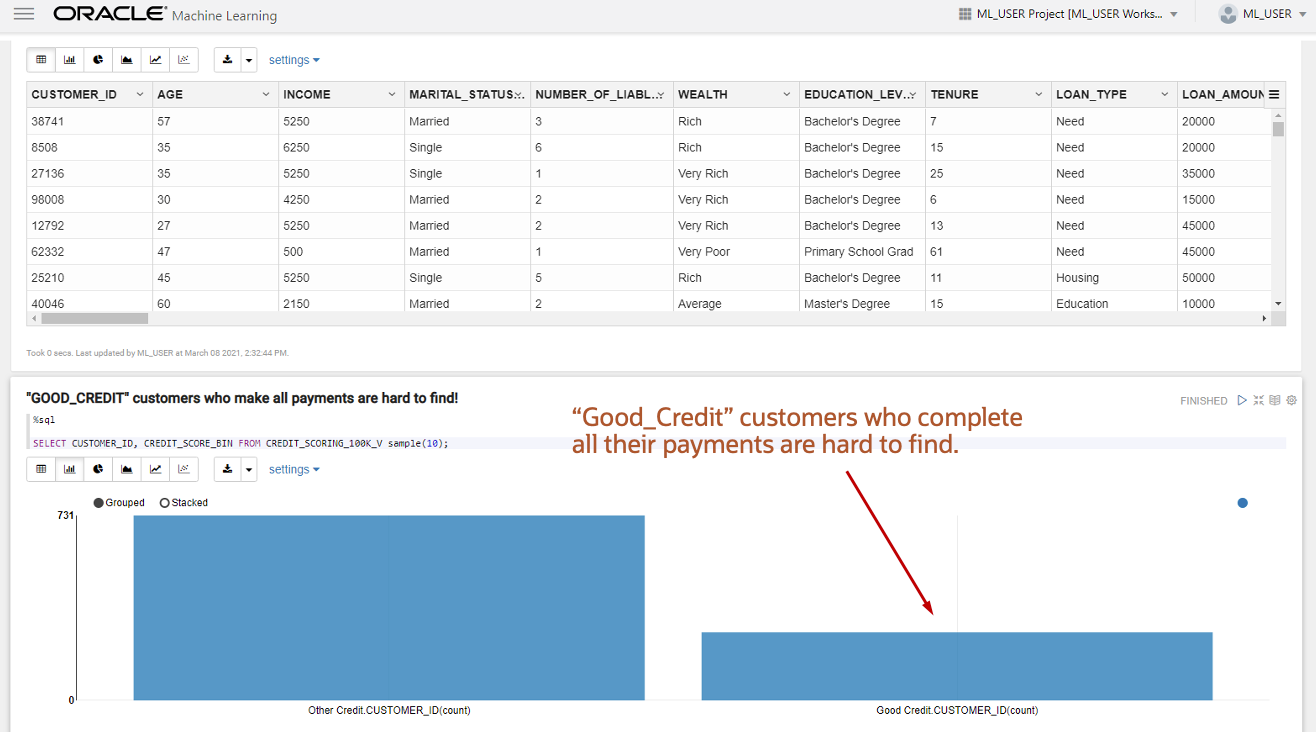 ORACLE® Machine Learning
ML_USER Project [ML_USER Works...
ML_USER
settings
CUSTOMER_ID AGE INCOME MARITAL_STATUS... NUMBER_OF_LIABL... WEALTH EDUCATION_LEV... TENURE LOAN_TYPE LOAN_AMOUN
38741 57 5250 Married 3 Rich Bachelor's Degree 7 Need 20000
8508 35 6250 Single 6 Rich Bachelor's Degree 15 Need 20000
27136 35 5250 Single 1 Very Rich Bachelor's Degree 25 Need 35000
98008 30 4250 Married 2 Very Rich Bachelor's Degree 6 Need 15000
12792 27 5250 Married 2 Very Rich Bachelor's Degree 13 Need 45000
62332 47 500 Married 1 Very Poor Primary School Grad 61 Need 45000
25210 45 5250 Single 5 Rich Bachelor's Degree 11 Housing 50000
40046 60 2150 Married 2 Average Master's Degree 15 Education 10000
Took 0 secs. Last updated by ML_USER at March 08 2021, 2:32:44 PM.
"GOOD_CREDIT" customers who make all payments are hard to find!
FINISHED
%sql
SELECT CUSTOMER_ID, CREDIT_SCORE_BIN FROM CREDIT_SCORING_100K_V sample(10);
“Good_Credit” customers who complete
all their payments are hard to find.
settings
Grouped Stacked
731
0
Other Credit.CUSTOMER_ID(count)
Good Credit.CUSTOMER_ID(count)